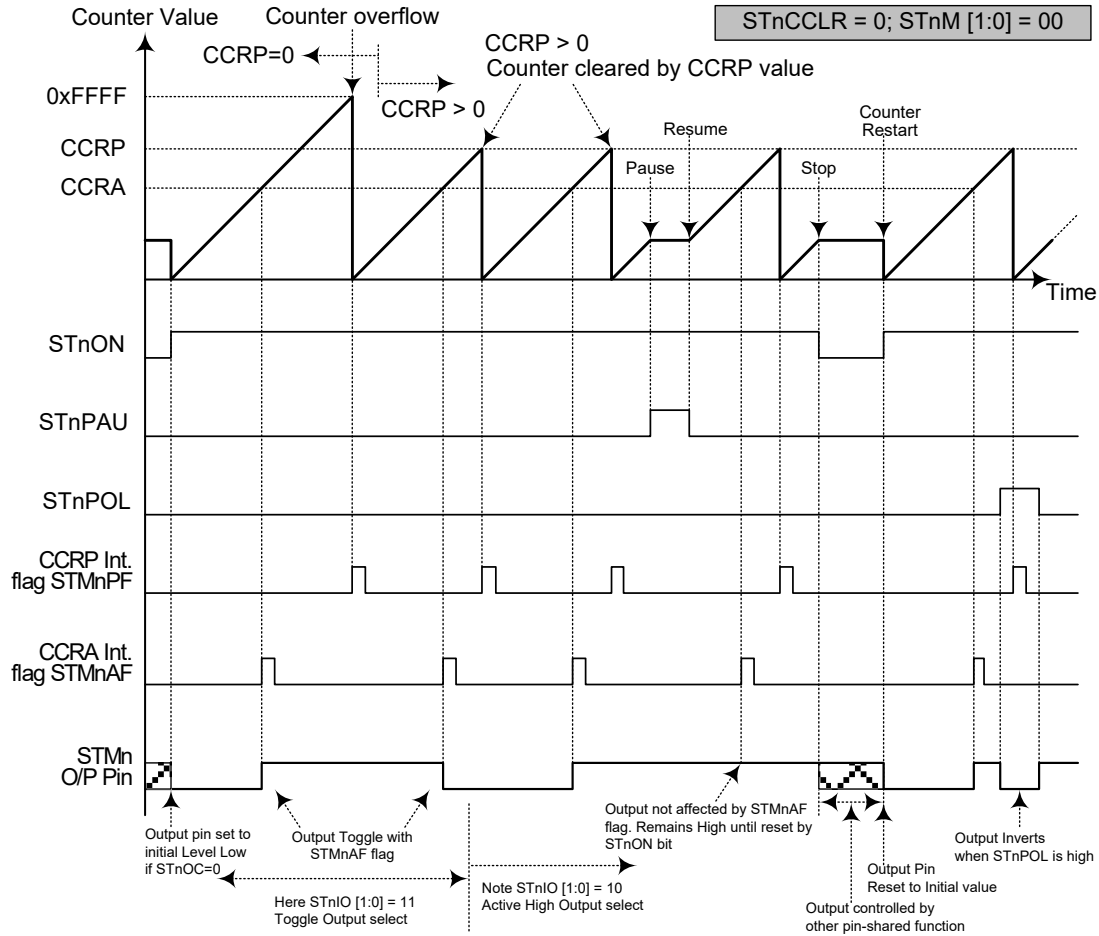 Counter Value
Counter overflow
STnCCLR = 0; STnM [1:0] = 00
CCRP=0
CCRP > 0
CCRP > 0
Counter cleared by CCRP value
0xFFFF
CCRP
CCRA
Pause
Resume
Stop
Counter
Restart
Time
STnON
STnPAU
STnPOL
CCRP Int.
flag STMnPF
CCRA Int.
flag STMnAF
STMn
O/P Pin
Output pin set to
initial Level Low
if STnOC=0
Output Toggle with
STMnAF flag
Output not affected by STMnAF
flag. Remains High until reset by
STnON bit
Output Inverts
when STnPOL is high
Output Pin
Reset to Initial value
Here STnIO [1:0] = 11
Toggle Output select
Note STnIO [1:0] = 10
Active High Output select
Output controlled by
other pin-shared function